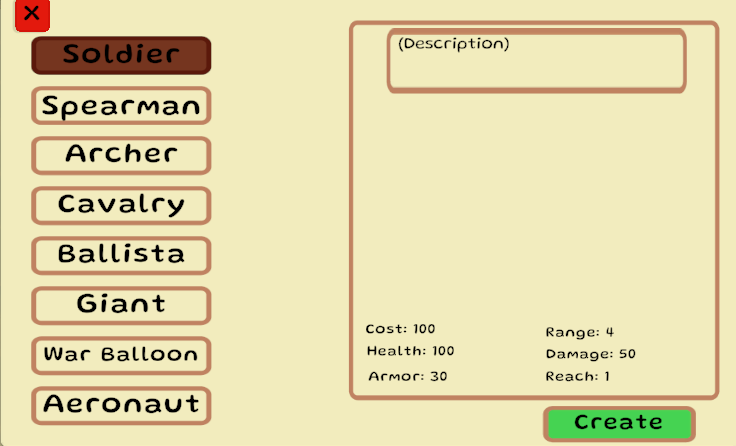 X
Soldier
Spearman
Archer
Cavalry
Ballista
Giant
War Balloon
Aeronaut
(Description)
Cost: 100
Health: 100
Armor: 30
Range: 4
Damage: 50
Reach: 1
Create